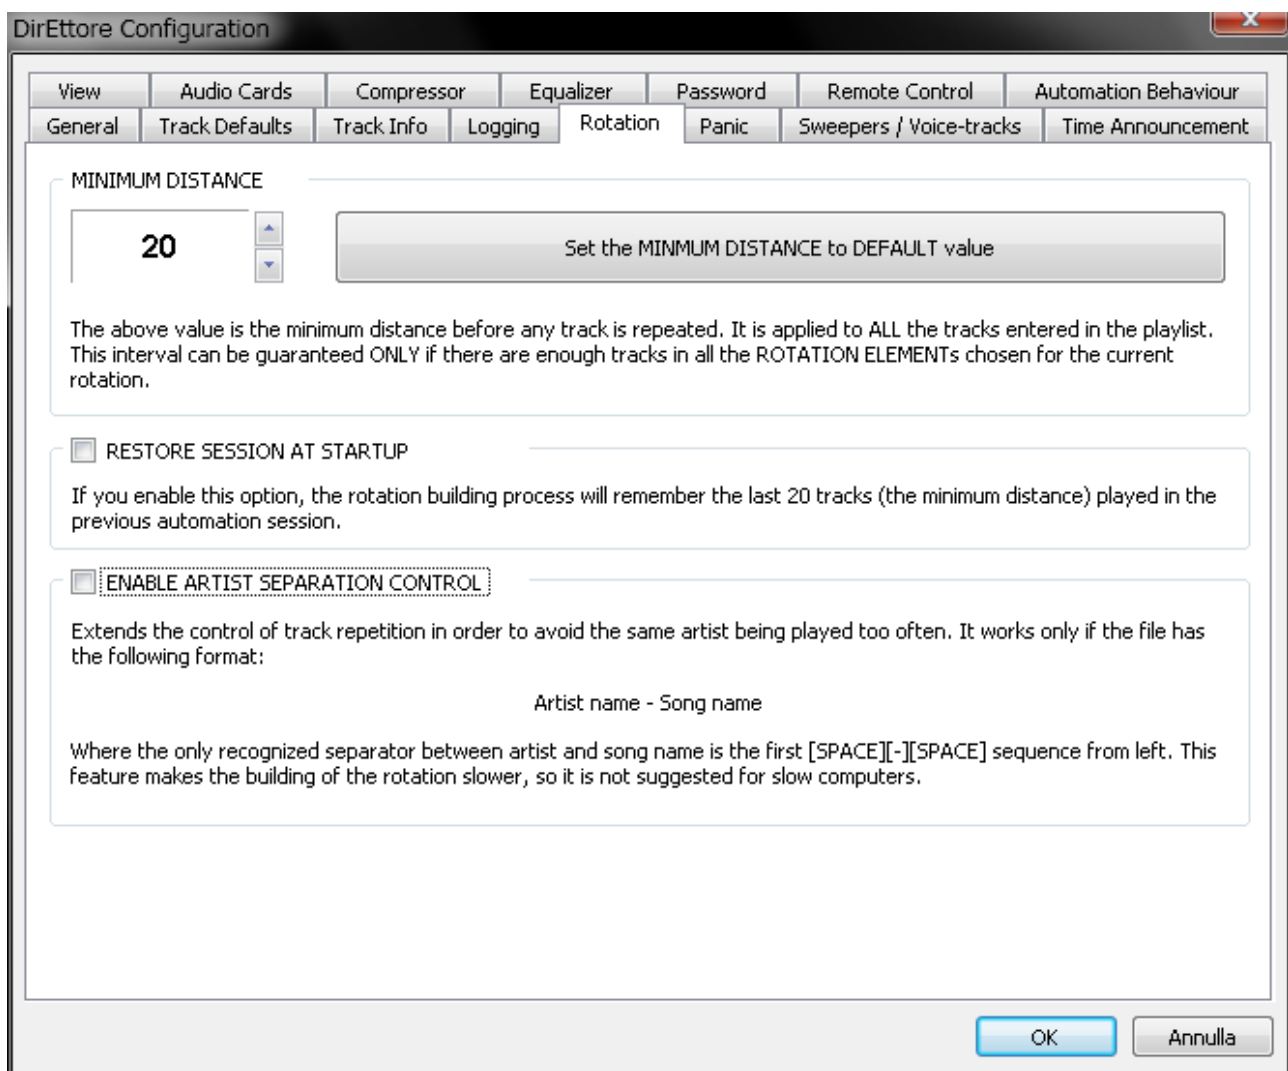 DirEttore Configuration
x
View Audio Cards Compressor Equalizer Password Remote Control Automation Behaviour
General Track Defaults Track Info Logging Rotation Panic Sweepers / Voice-tracks Time Announcement
MINIMUM DISTANCE
20
Set the MINMUM DISTANCE to DEFAULT value
The above value is the minimum distance before any track is repeated. It is applied to ALL the tracks entered in the playlist.
This interval can be guaranteed ONLY if there are enough tracks in all the ROTATION ELEMENTs chosen for the current
rotation.
RESTORE SESSION AT STARTUP
If you enable this option, the rotation building process will remember the last 20 tracks (the minimum distance) played in the
previous automation session.
ENABLE ARTIST SEPARATION CONTROL
Extends the control of track repetition in order to avoid the same artist being played too often. It works only if the file has
the following format:
Artist name - Song name
Where the only recognized separator between artist and song name is the first [SPACE][-][SPACE] sequence from left. This
feature makes the building of the rotation slower, so it is not suggested for slow computers.
OK Annulla